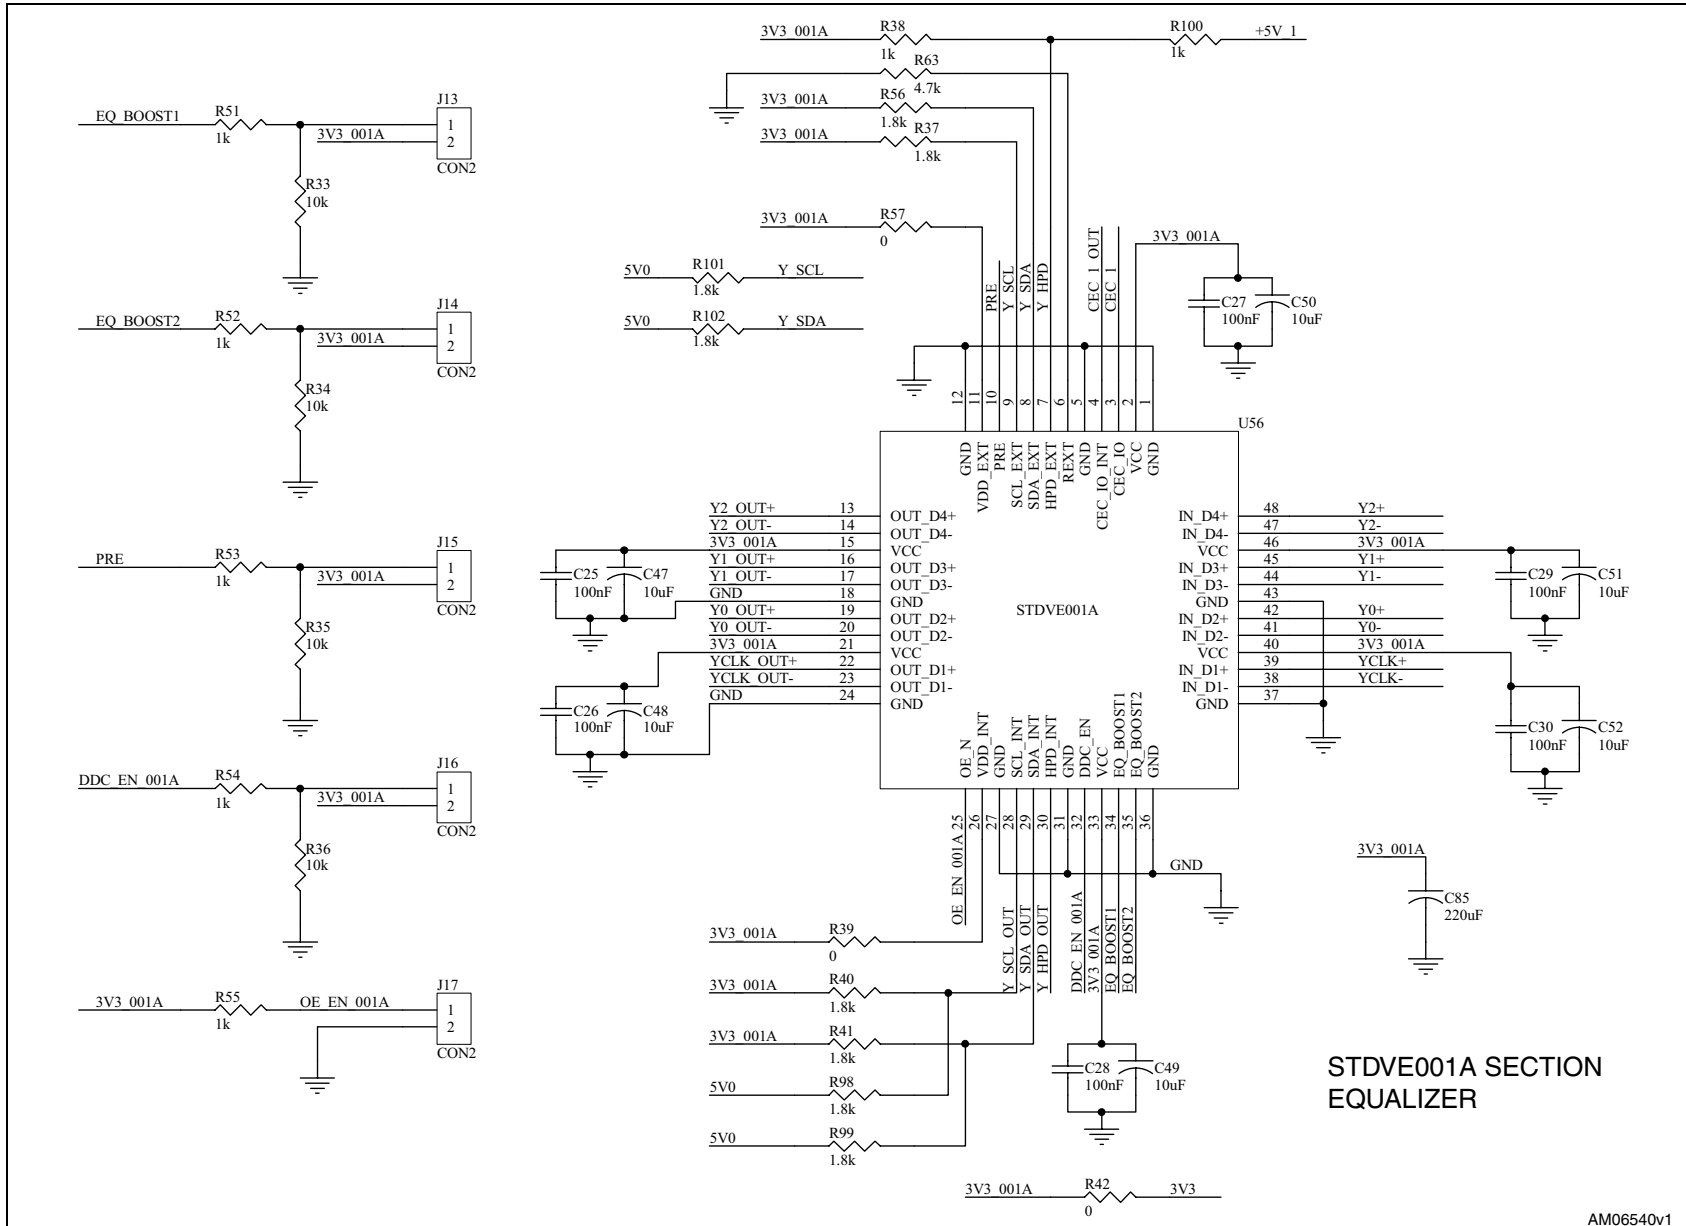 3V3_001A R38 1k R100 1k +5V_1
R63 4.7k
3V3_001A R56 1.8k
3V3_001A R37 1.8k
3V3_001A R57 0
5V0 R101 1.8k Y_SCL
5V0 R102 1.8k Y_SDA
EQ_BOOST1 R51 1k
3V3_001A
J13
1
2
CON2
R33
10k
EQ_BOOST2 R52 1k
3V3_001A
J14
1
2
CON2
R34
10k
PRE R53 1k
3V3_001A
J15
1
2
CON2
R35
10k
DDC_EN_001A R54 1k
3V3_001A
J16
1
2
CON2
R36
10k
3V3_001A R55 1k OE_EN_001A
J17
1
2
CON2
PRE
Y_SCL
Y_SDA
Y_HPD
CEC_1_OUT
CEC_1
3V3_001A
C27
100nF
C50
10uF
12 11 10 9 8 7 6 5 4 3 2 1
U56
GND
VDD_EXT
PRE
SCL_EXT
SDA_EXT
HPD_EXT
REXT
GND
CEC_IO_INT
CEC_IO
VCC
GND
Y2_OUT+ 13 OUT_D4+
Y2_OUT- 14 OUT_D4-
3V3_001A 15 VCC
Y1_OUT+ 16 OUT_D3+
Y1_OUT- 17 OUT_D3-
GND 18 GND
Y0_OUT+ 19 OUT_D2+
Y0_OUT- 20 OUT_D2-
3V3_001A 21 VCC
YCLK_OUT+ 22 OUT_D1+
YCLK_OUT- 23 OUT_D1-
GND 24 GND
C25
100nF
C47
10uF
C26
100nF
C48
10uF
STDVE001A
IN_D4+ 48 Y2+
IN_D4- 47 Y2-
VCC 46 3V3_001A
IN_D3+ 45 Y1+
IN_D3- 44 Y1-
GND 43
IN_D2+ 42 Y0+
IN_D2- 41 Y0-
VCC 40 3V3_001A
IN_D1+ 39 YCLK+
IN_D1- 38 YCLK-
GND 37
C29
100nF
C51
10uF
C30
100nF
C52
10uF
OE_N
VDD_INT
GND
SCL_INT
SDA_INT
HPD_INT
GND
DDC_EN
VCC
EQ_BOOST1
EQ_BOOST2
GND
25 26 27 28 29 30 31 32 33 34 35 36
OE_EN_001A
Y_SCL_OUT
Y_SDA_OUT
Y_HPD_OUT
DDC_EN_001A
3V3_001A
EQ_BOOST1
EQ_BOOST2
GND
3V3_001A
C85
220uF
3V3_001A R39 0
3V3_001A R40 1.8k
3V3_001A R41 1.8k
5V0 R98 1.8k
5V0 R99 1.8k
C28
100nF
C49
10uF
3V3_001A R42 0 3V3
STDVE001A SECTION
EQUALIZER
AM06540v1